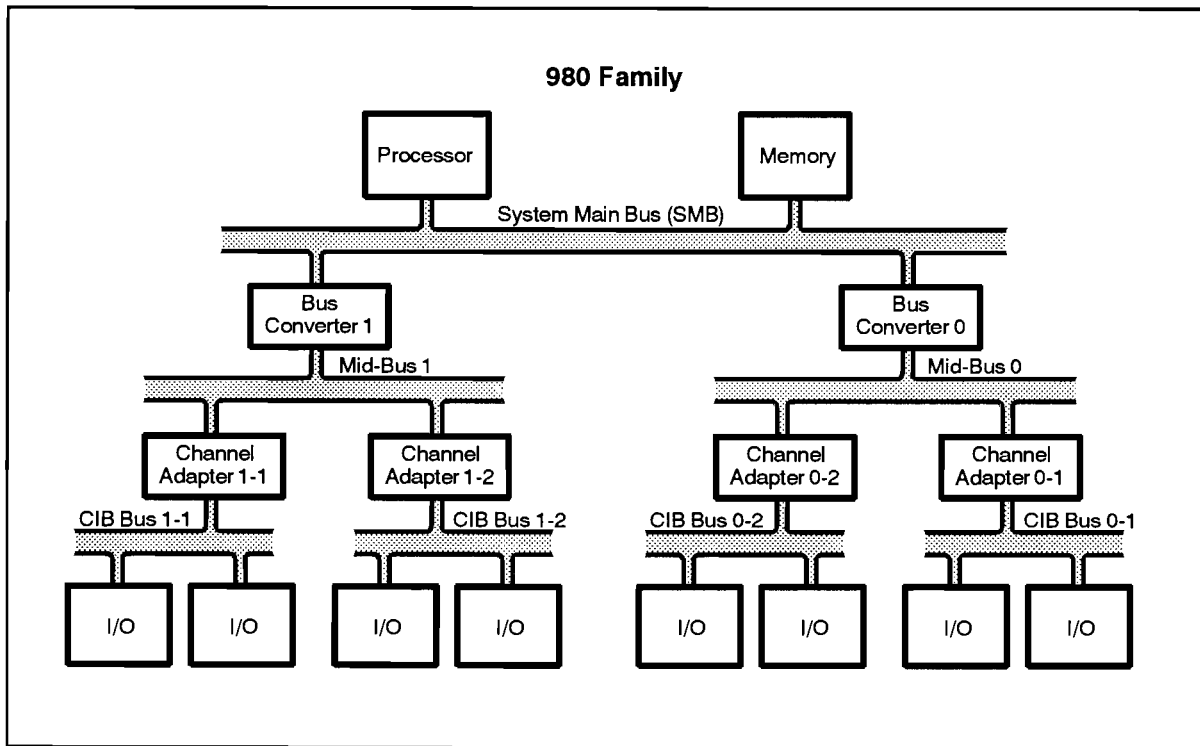 980 Family
Processor
Memory
System Main Bus (SMB)
Bus
Converter 1
Bus
Converter 0
Mid-Bus 1
Mid-Bus 0
Channel
Adapter 1-1
Channel
Adapter 1-2
Channel
Adapter 0-2
Channel
Adapter 0-1
CIB Bus 1-1
CIB Bus 1-2
CIB Bus 0-2
CIB Bus 0-1
I/O
I/O
I/O
I/O
I/O
I/O
I/O
I/O